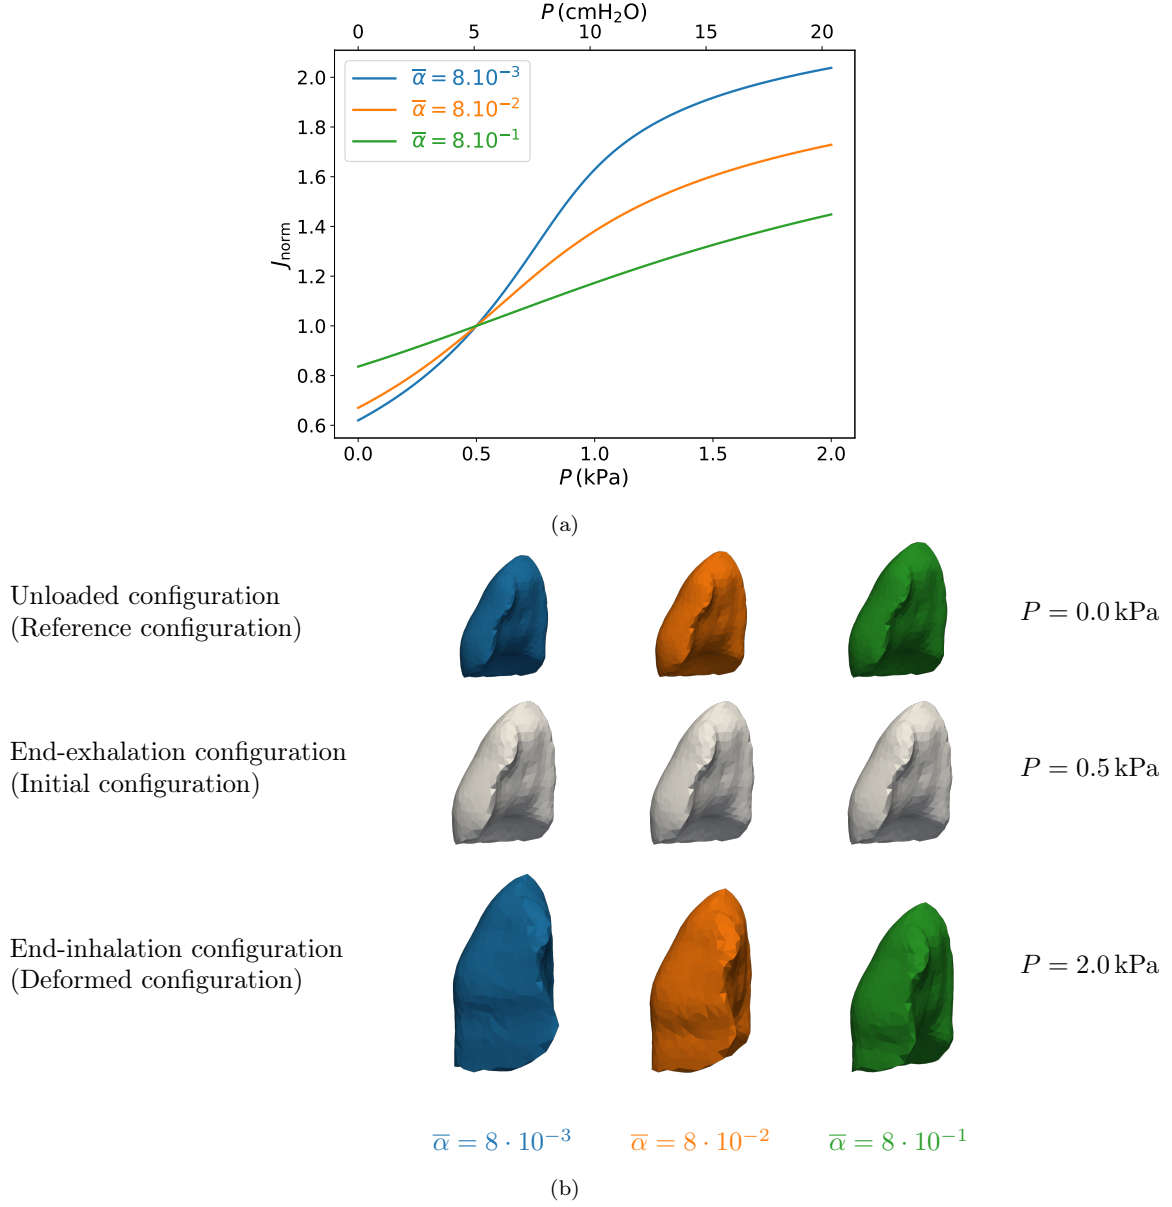 P (cmH₂O)
0 5 10 15 20
2.0
1.8
1.6
1.4
1.2
1.0
0.8
0.6
J_norm
α̅ = 8.10⁻³
α̅ = 8.10⁻²
α̅ = 8.10⁻¹
0.0 0.5 1.0 1.5 2.0
P (kPa)
(a)
Unloaded configuration
(Reference configuration)
P = 0.0 kPa
End-exhalation configuration
(Initial configuration)
P = 0.5 kPa
End-inhalation configuration
(Deformed configuration)
P = 2.0 kPa
α̅ = 8 · 10⁻³ α̅ = 8 · 10⁻² α̅ = 8 · 10⁻¹
(b)